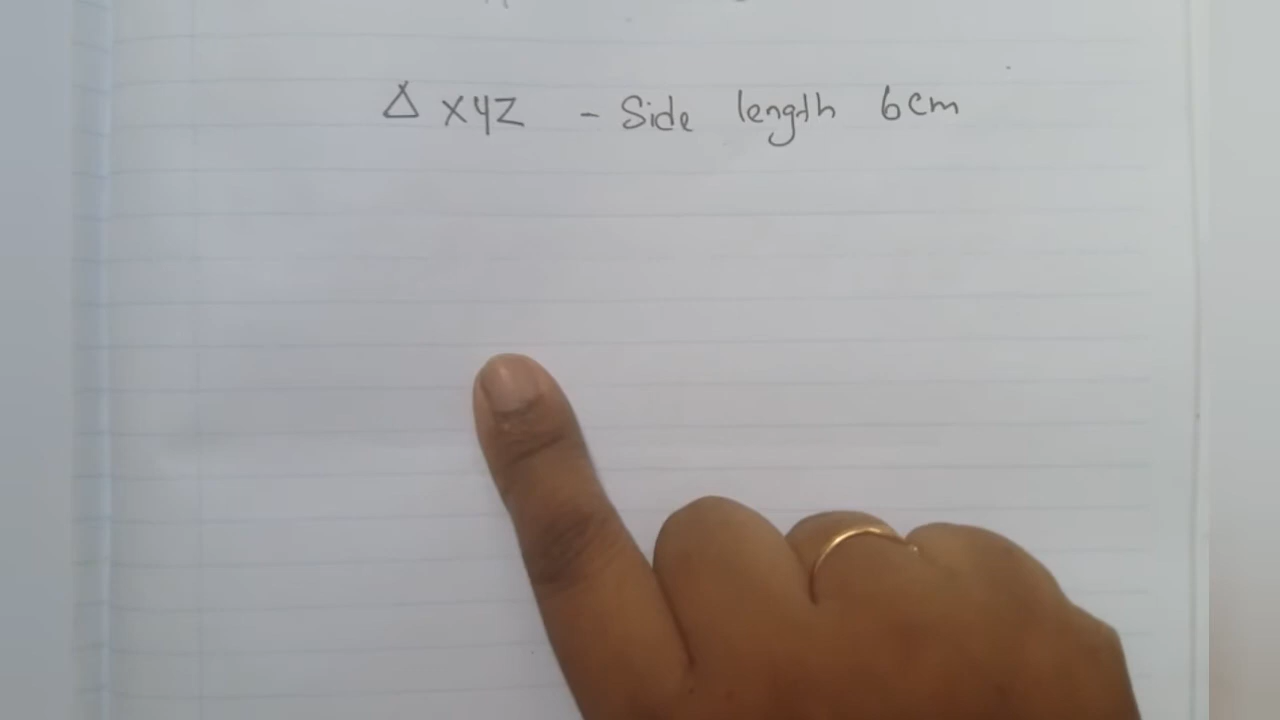 Δ XYZ - Side length 6cm